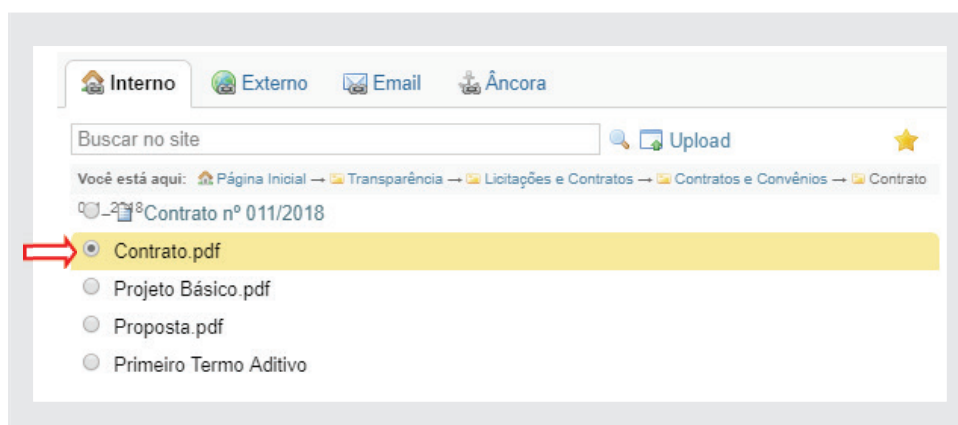 Interno Externo Email Âncora
Buscar no site Upload
Você está aqui: Página Inicial → Transparência → Licitações e Contratos → Contratos e Convênios → Contrato
Contrato nº 011/2018
Contrato.pdf
Projeto Básico.pdf
Proposta.pdf
Primeiro Termo Aditivo